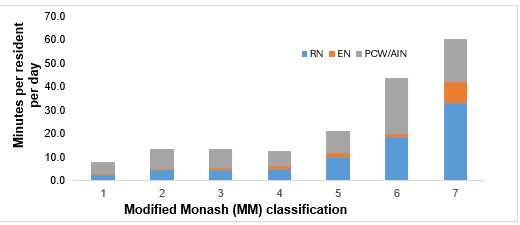 70.0
60.0
50.0
40.0
30.0
20.0
10.0
0.0
Minutes per resident
per day
RN EN PCW/AIN
1 2 3 4 5 6 7
Modified Monash (MM) classification